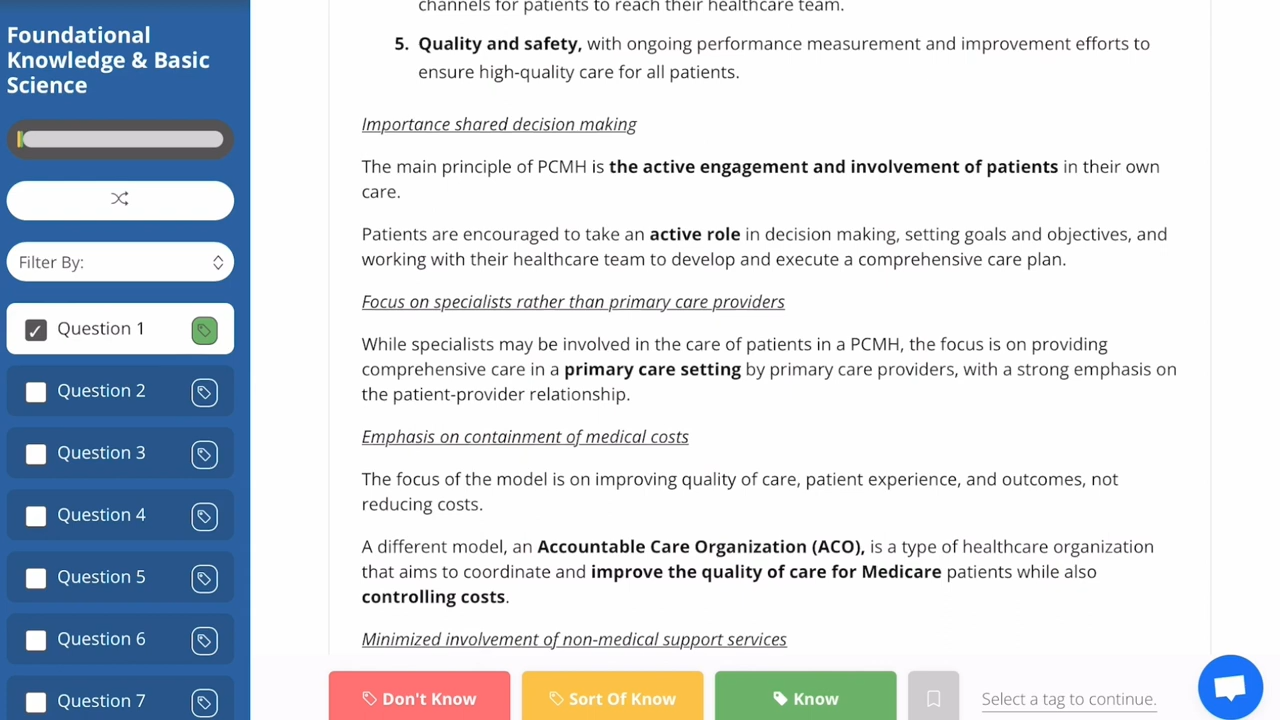 Foundational
Knowledge & Basic
Science
Filter By:
Question 1
Question 2
Question 3
Question 4
Question 5
Question 6
Question 7
channels for patients to reach their healthcare team.
5. Quality and safety, with ongoing performance measurement and improvement efforts to
ensure high-quality care for all patients.
Importance shared decision making
The main principle of PCMH is the active engagement and involvement of patients in their own
care.
Patients are encouraged to take an active role in decision making, setting goals and objectives, and
working with their healthcare team to develop and execute a comprehensive care plan.
Focus on specialists rather than primary care providers
While specialists may be involved in the care of patients in a PCMH, the focus is on providing
comprehensive care in a primary care setting by primary care providers, with a strong emphasis on
the patient-provider relationship.
Emphasis on containment of medical costs
The focus of the model is on improving quality of care, patient experience, and outcomes, not
reducing costs.
A different model, an Accountable Care Organization (ACO), is a type of healthcare organization
that aims to coordinate and improve the quality of care for Medicare patients while also
controlling costs.
Minimized involvement of non-medical support services
Don't Know
Sort Of Know
Know
Select a tag to continue.